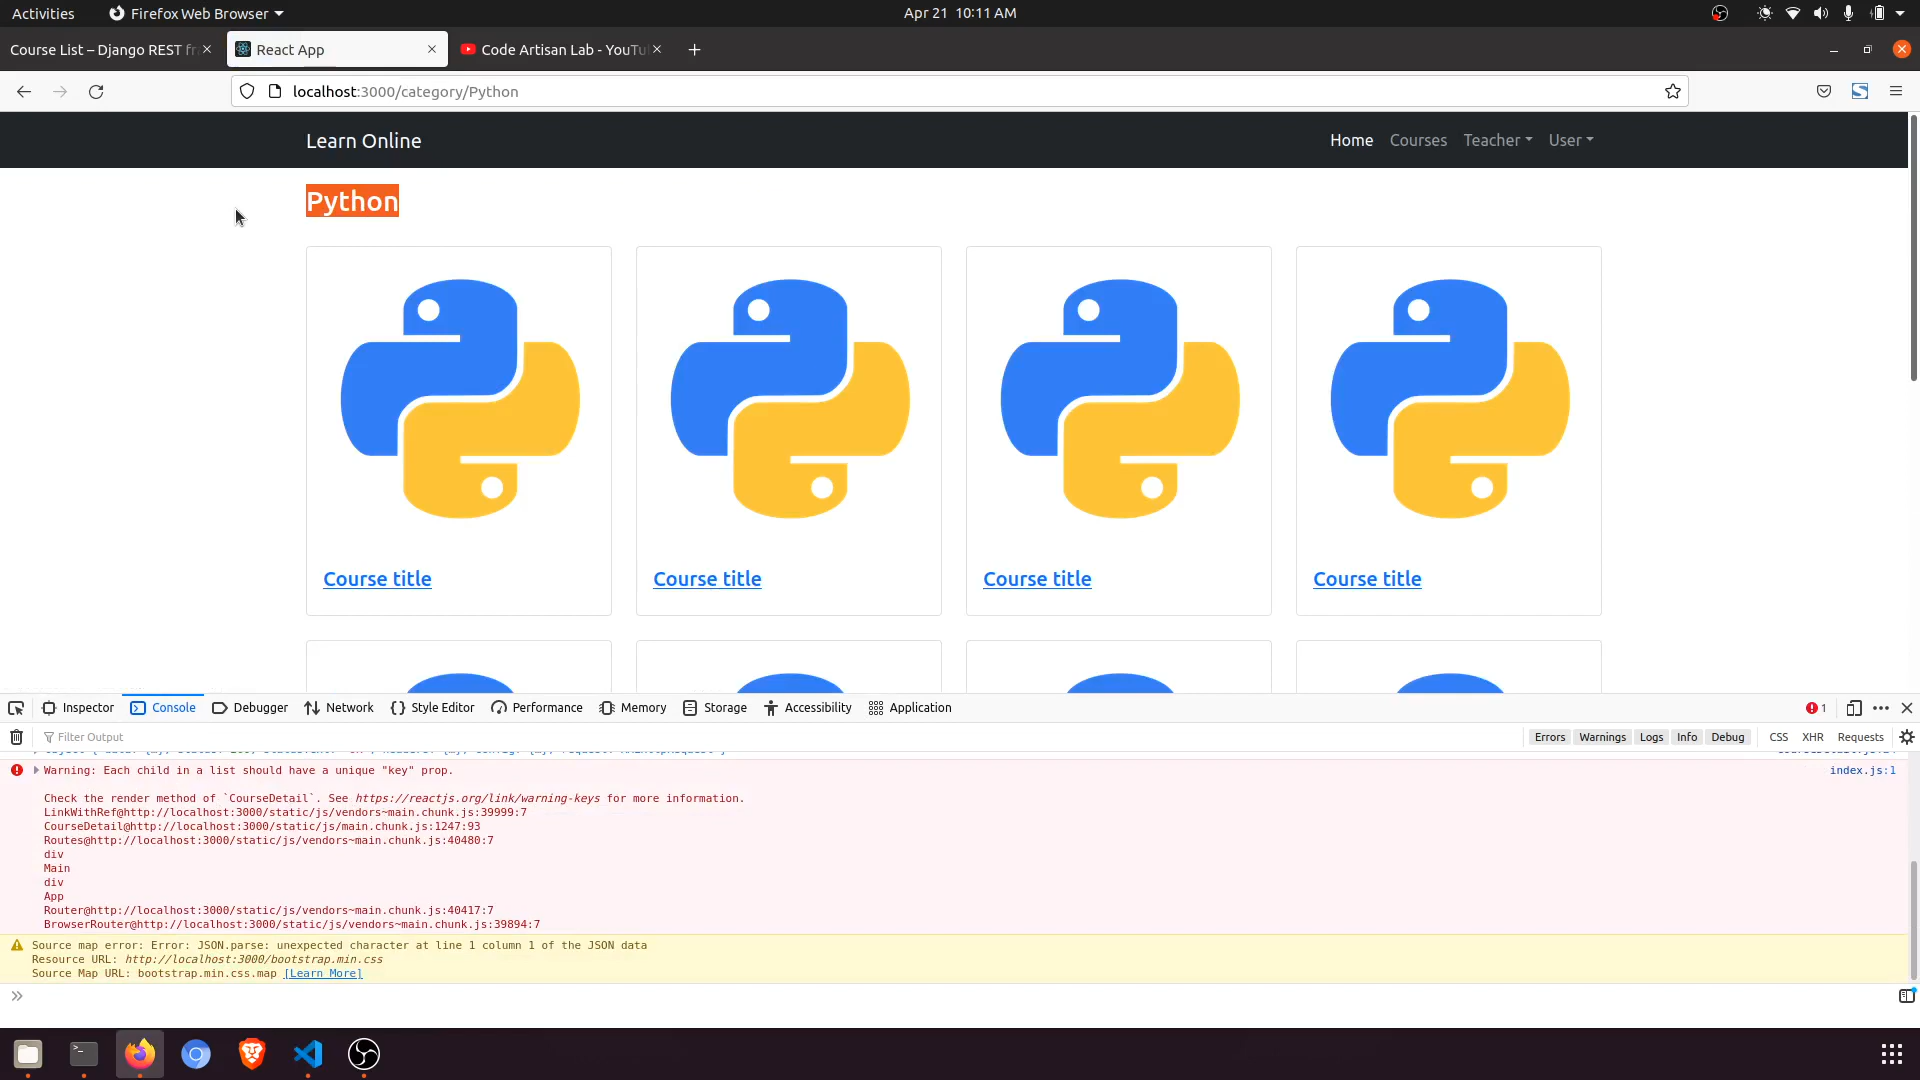 Activities Firefox Web Browser Apr 21 10:11 AM
Course List – Django REST fr React App Code Artisan Lab - YouTu
localhost:3000/category/Python
Learn Online Home Courses Teacher User
Python
Course title Course title Course title Course title
Inspector Console Debugger Network Style Editor Performance Memory Storage Accessibility Application 1
Filter Output Errors Warnings Logs Info Debug CSS XHR Requests
Warning: Each child in a list should have a unique "key" prop. index.js:1
Check the render method of `CourseDetail`. See https://reactjs.org/link/warning-keys for more information.
LinkWithRef@http://localhost:3000/static/js/vendors~main.chunk.js:39999:7
CourseDetail@http://localhost:3000/static/js/main.chunk.js:1247:93
Routes@http://localhost:3000/static/js/vendors~main.chunk.js:40480:7
div
Main
div
App
Router@http://localhost:3000/static/js/vendors~main.chunk.js:40417:7
BrowserRouter@http://localhost:3000/static/js/vendors~main.chunk.js:39894:7
Source map error: Error: JSON.parse: unexpected character at line 1 column 1 of the JSON data
Resource URL: http://localhost:3000/bootstrap.min.css
Source Map URL: bootstrap.min.css.map [Learn More]